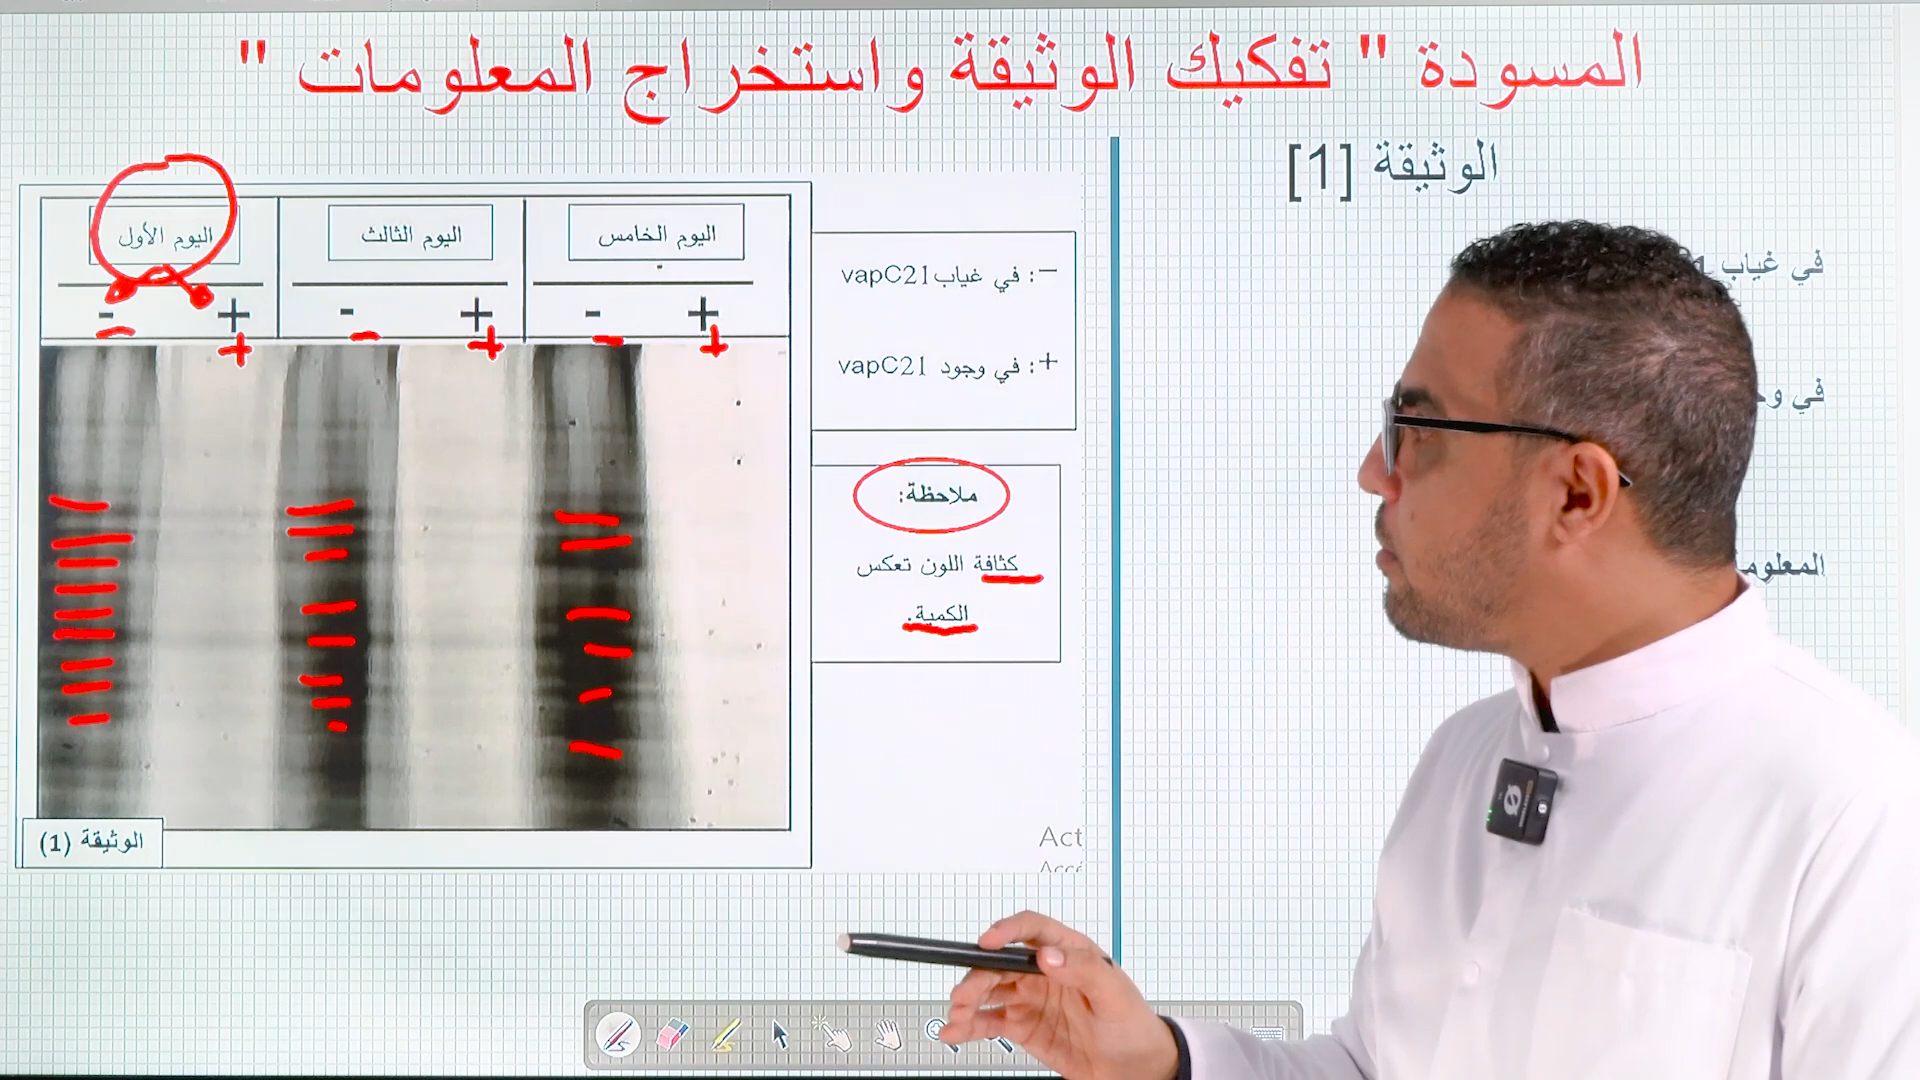 المسودة " تفكيك الوثيقة واستخراج المعلومات "
الوثيقة [1]
اليوم الأول
اليوم الثالث
اليوم الخامس
- + - + - +
- + - + - +
-: في غياب vapC21
+: في وجود vapC21
ملاحظة:
كثافة اللون تعكس
الكمية.
الوثيقة (1)
في غياب
في
Act